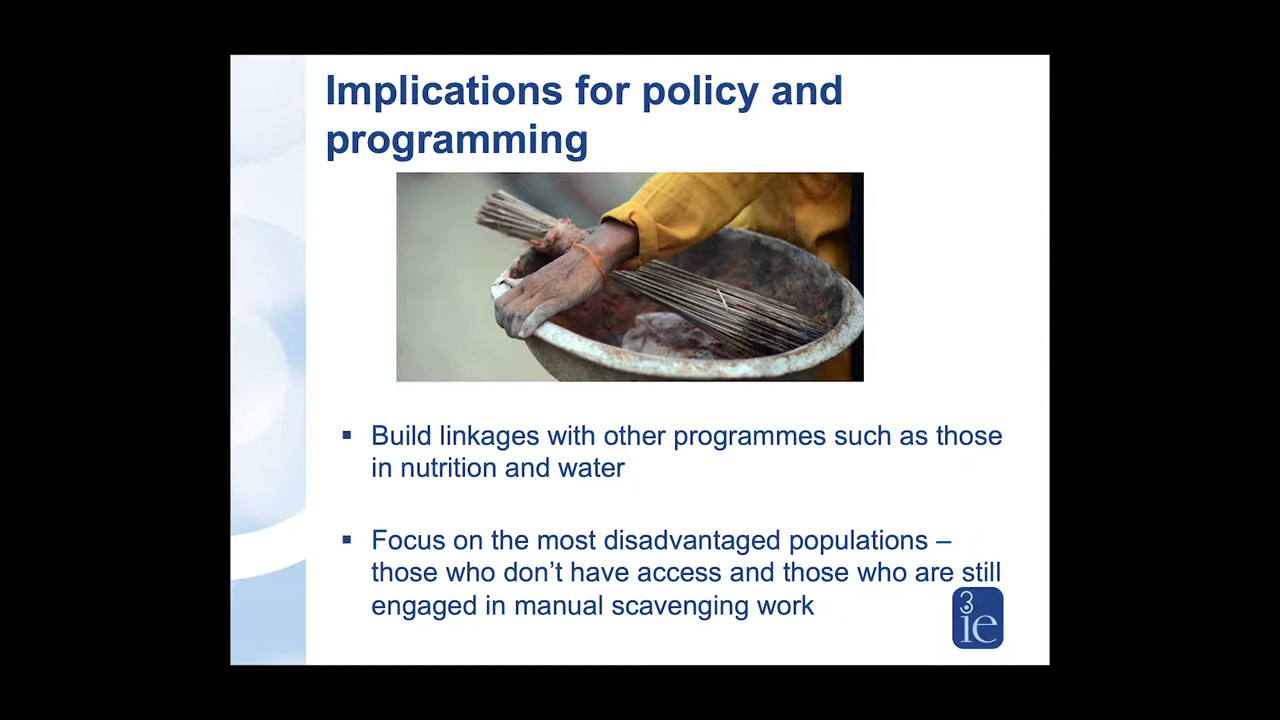 Implications for policy and
programming
▪ Build linkages with other programmes such as those
in nutrition and water
▪ Focus on the most disadvantaged populations –
those who don’t have access and those who are still
engaged in manual scavenging work
3
ie